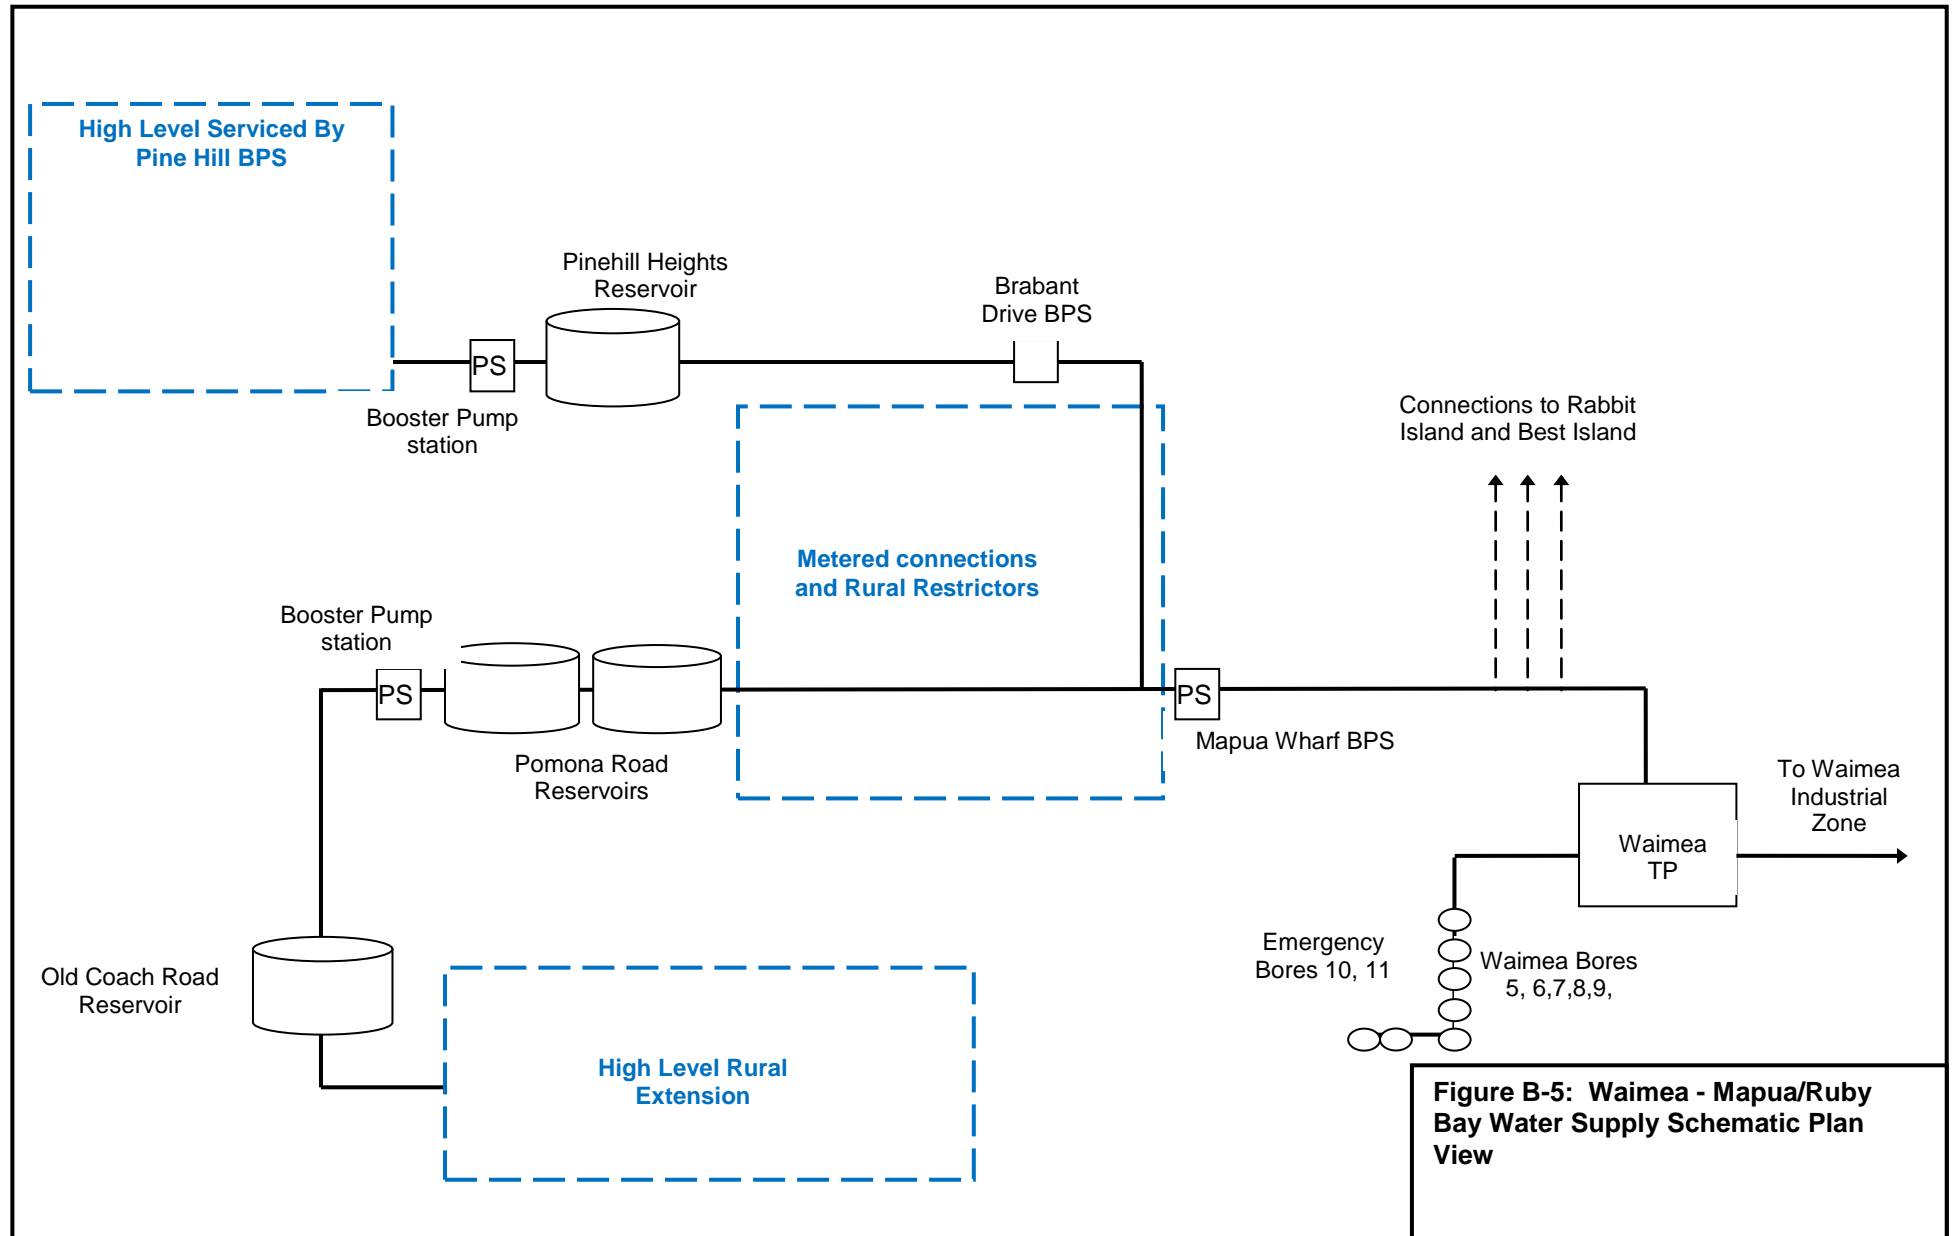 High Level Serviced By
Pine Hill BPS
Pinehill Heights
Reservoir
Brabant
Drive BPS
PS
Booster Pump
station
Connections to Rabbit
Island and Best Island
Metered connections
and Rural Restrictors
Booster Pump
station
PS
PS
Mapua Wharf BPS
Pomona Road
Reservoirs
To Waimea
Industrial
Zone
Waimea
TP
Emergency
Bores 10, 11
Waimea Bores
5, 6,7,8,9,
Old Coach Road
Reservoir
High Level Rural
Extension
Figure B-5: Waimea - Mapua/Ruby
Bay Water Supply Schematic Plan
View